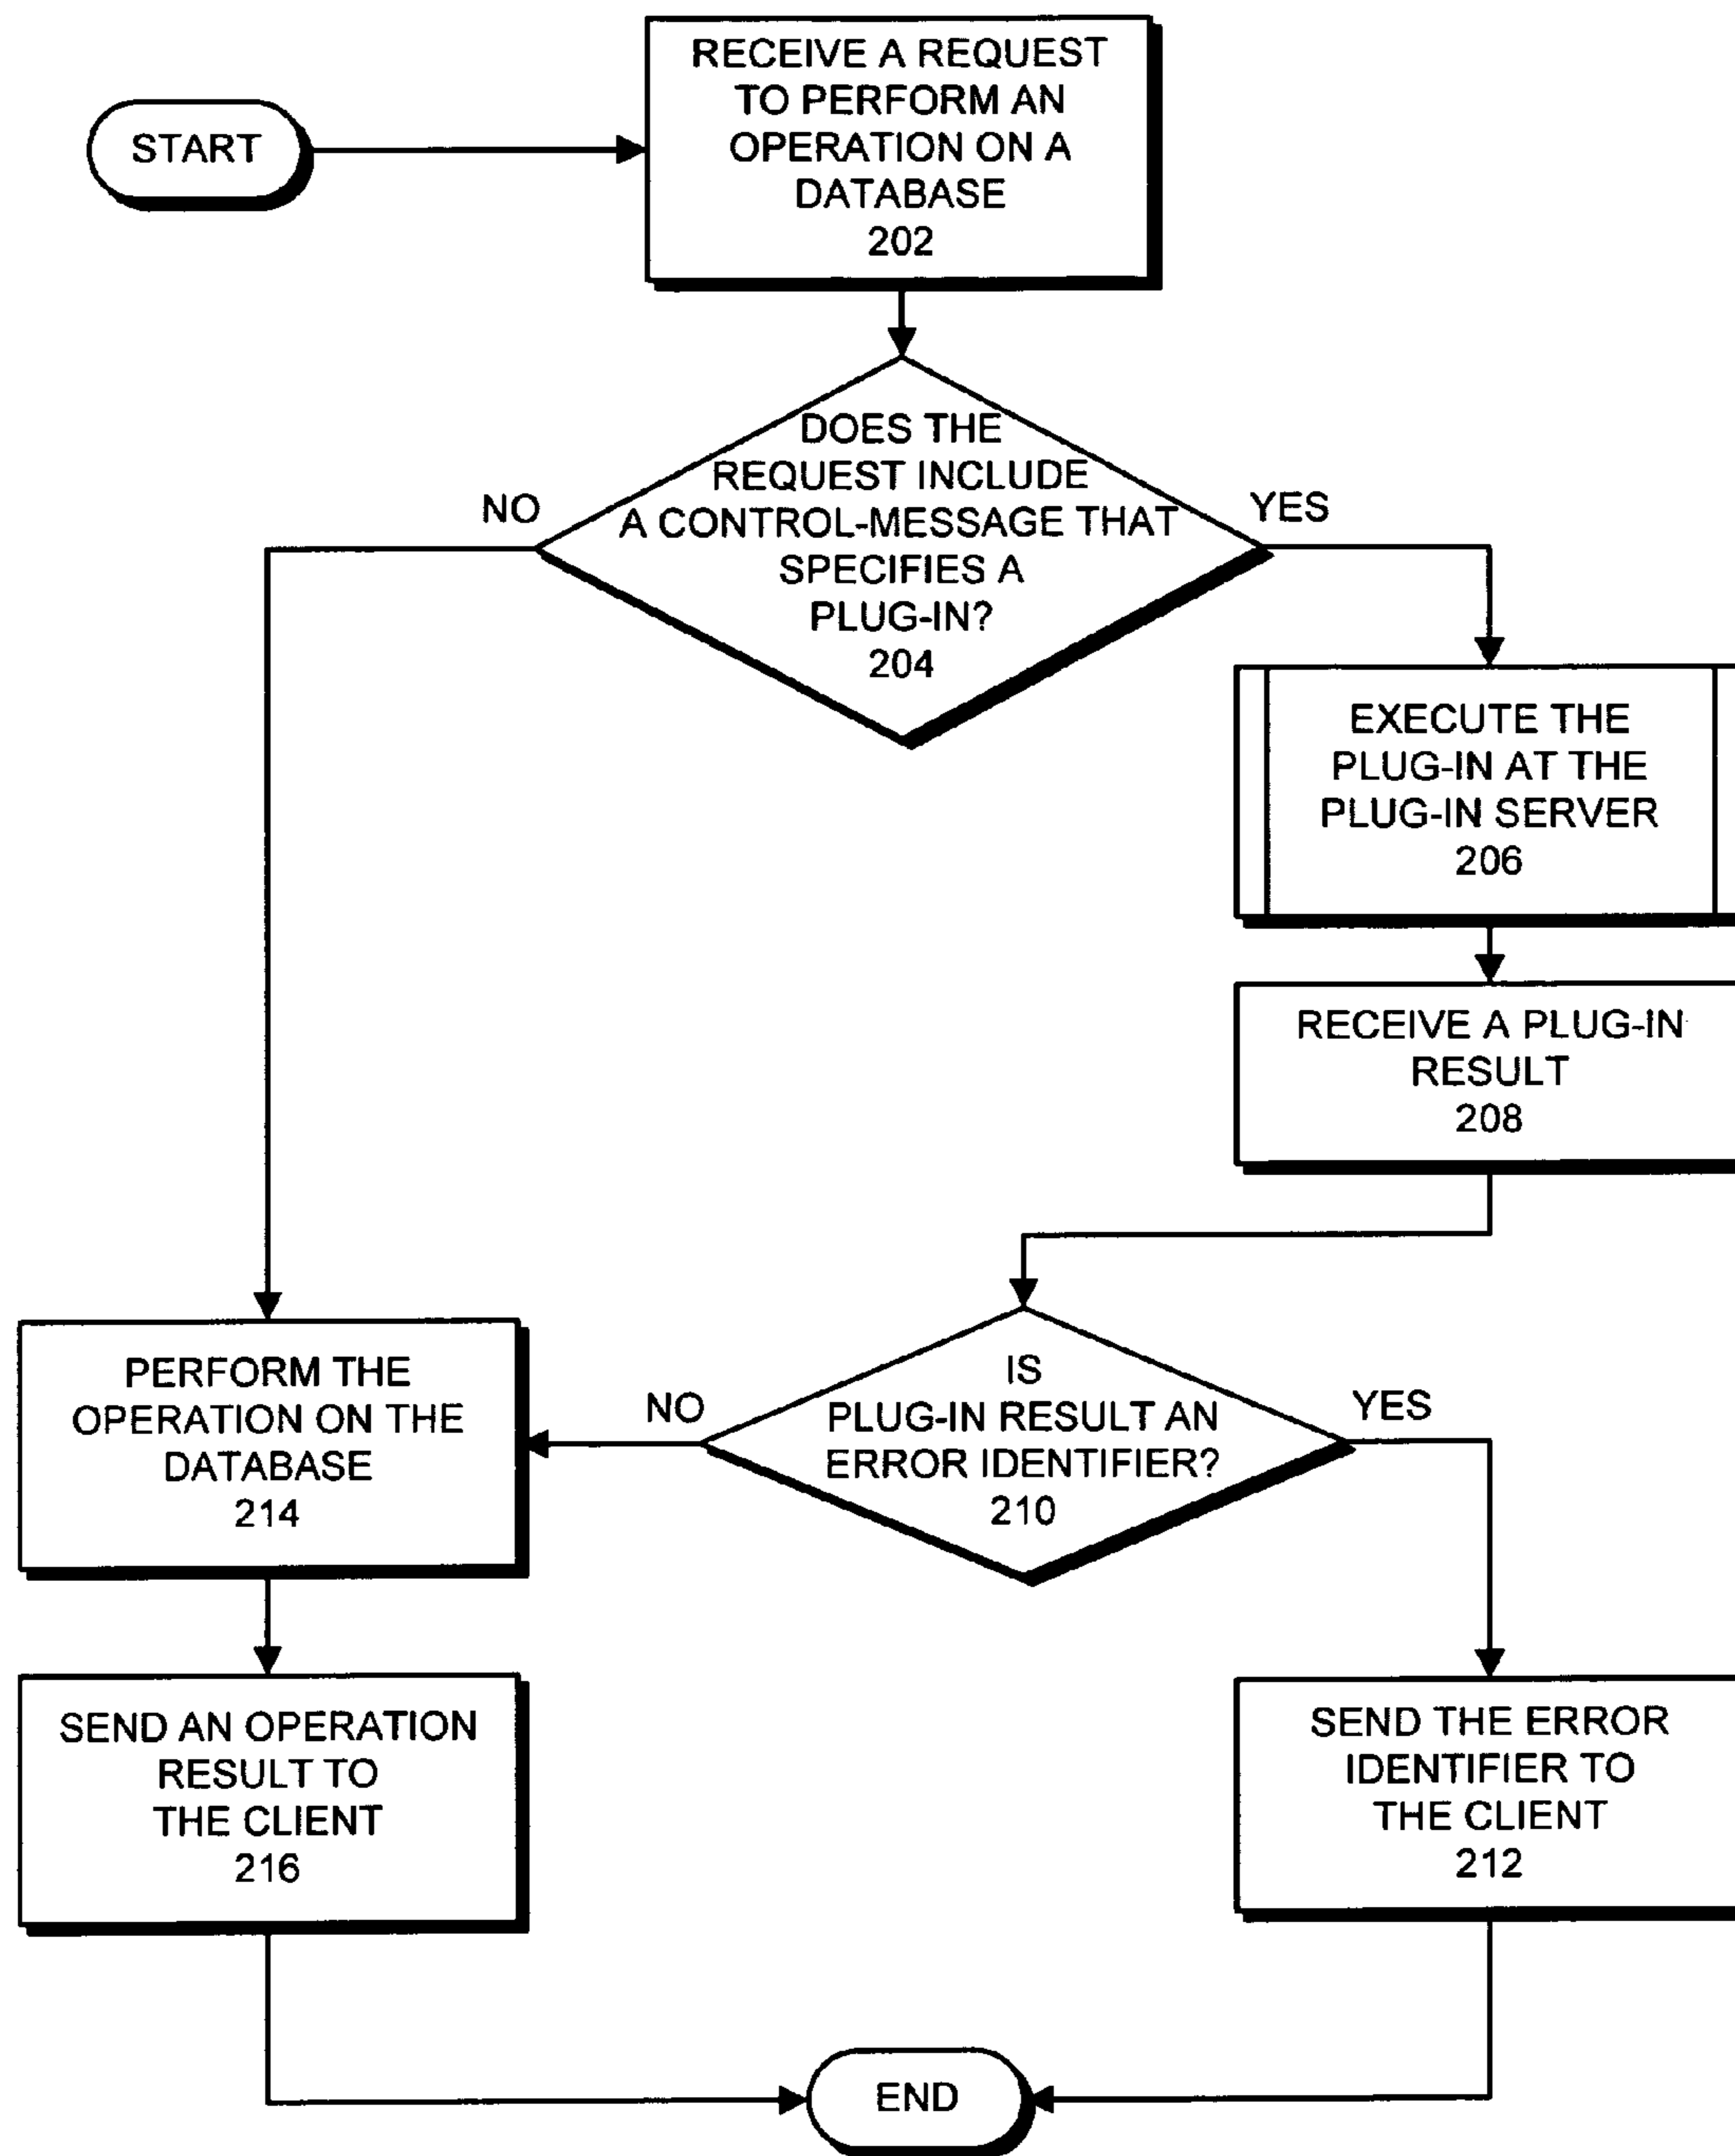 START
RECEIVE A REQUEST
TO PERFORM AN
OPERATION ON A
DATABASE
202
DOES THE
REQUEST INCLUDE
A CONTROL-MESSAGE THAT
SPECIFIES A
PLUG-IN?
204
NO
YES
EXECUTE THE
PLUG-IN AT THE
PLUG-IN SERVER
206
RECEIVE A PLUG-IN
RESULT
208
IS
PLUG-IN RESULT AN
ERROR IDENTIFIER?
210
NO
YES
PERFORM THE
OPERATION ON THE
DATABASE
214
SEND AN OPERATION
RESULT TO
THE CLIENT
216
SEND THE ERROR
IDENTIFIER TO
THE CLIENT
212
END